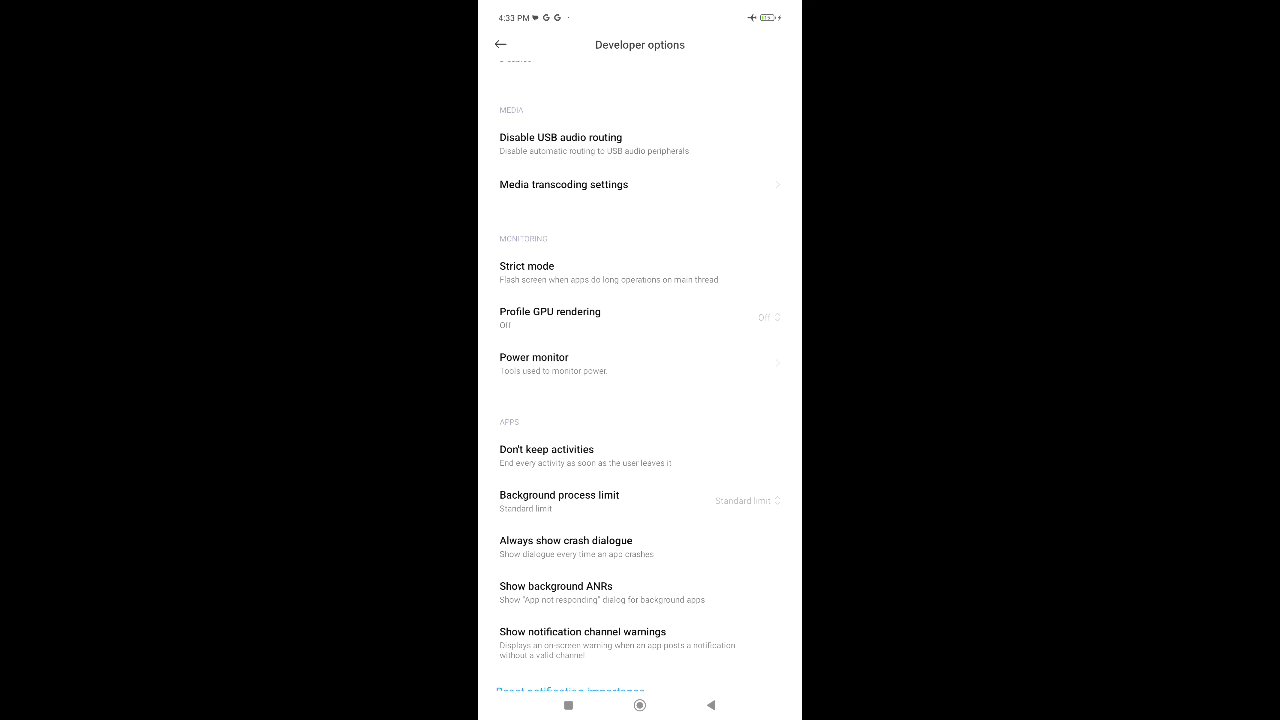 4:33 PM
Developer options
MEDIA
Disable USB audio routing
Disable automatic routing to USB audio peripherals
Media transcoding settings
MONITORING
Strict mode
Flash screen when apps do long operations on main thread
Profile GPU rendering
Off
Off
Power monitor
Tools used to monitor power.
APPS
Don't keep activities
End every activity as soon as the user leaves it
Background process limit
Standard limit
Standard limit
Always show crash dialogue
Show dialogue every time an app crashes
Show background ANRs
Show "App not responding" dialog for background apps
Show notification channel warnings
Displays an on-screen warning when an app posts a notification
without a valid channel
Reset notification importance